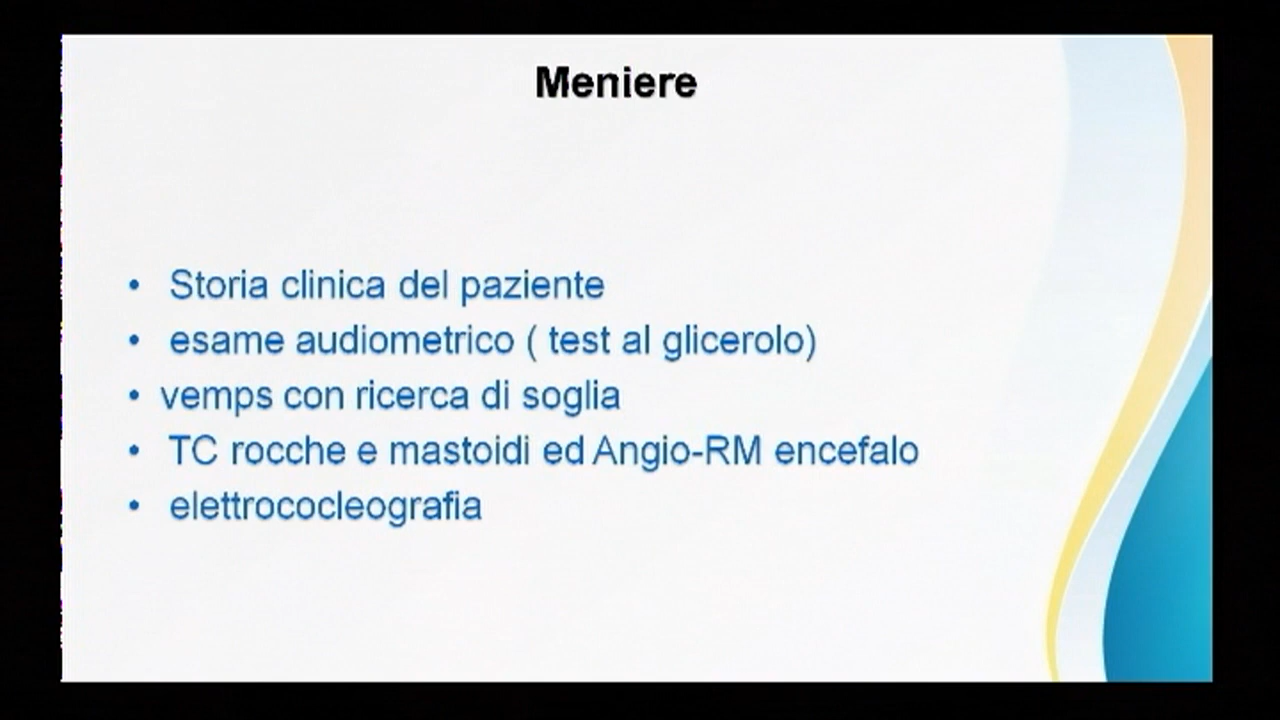 Meniere
• Storia clinica del paziente
• esame audiometrico ( test al glicerolo)
• vemps con ricerca di soglia
• TC rocche e mastoidi ed Angio-RM encefalo
• elettrococleografia